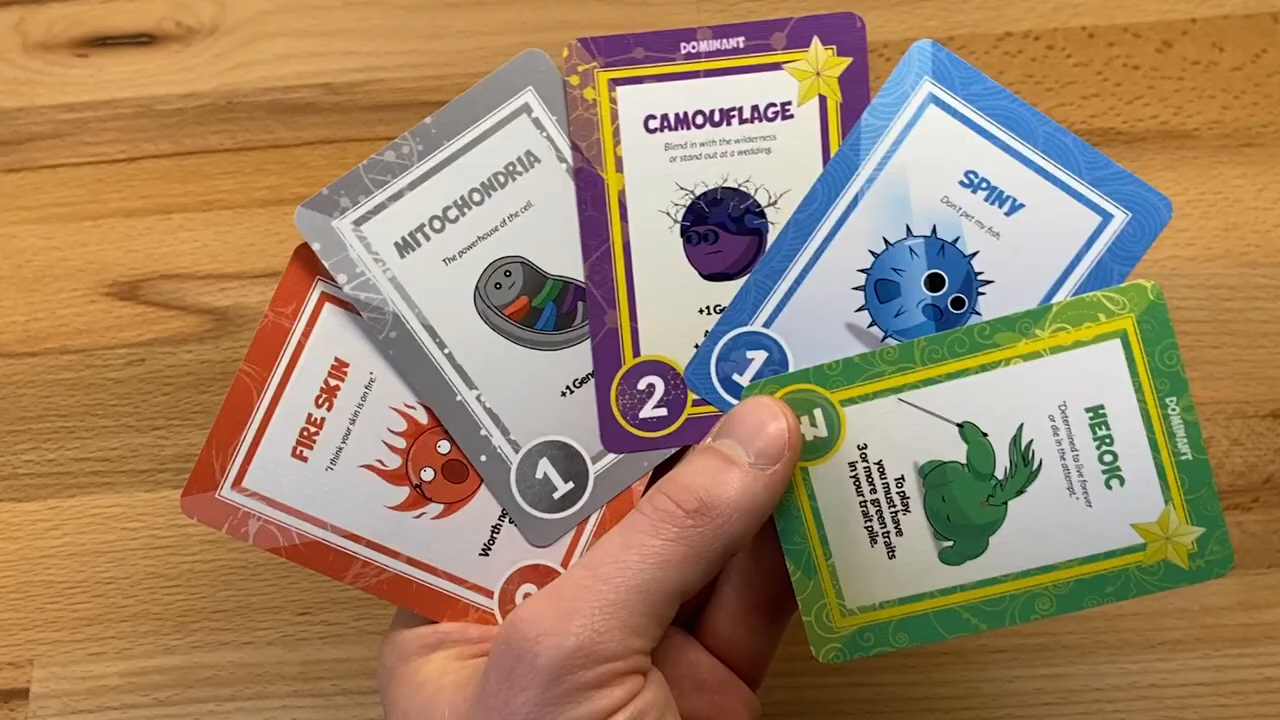 FIRE SKIN
"I think your skin is on fire."
Worth
MITOCHONDRIA
The powerhouse of the cell.
+1
1
DOMINANT
CAMOUFLAGE
Blend in with the wilderness
or stand out at a wedding.
+1
2
SPINY
Don't pet my fish.
1
DOMINANT
HEROIC
"Determined to live forever
or die in the attempt."
To play,
you must have
3 or more green traits
in your trait pile.
7